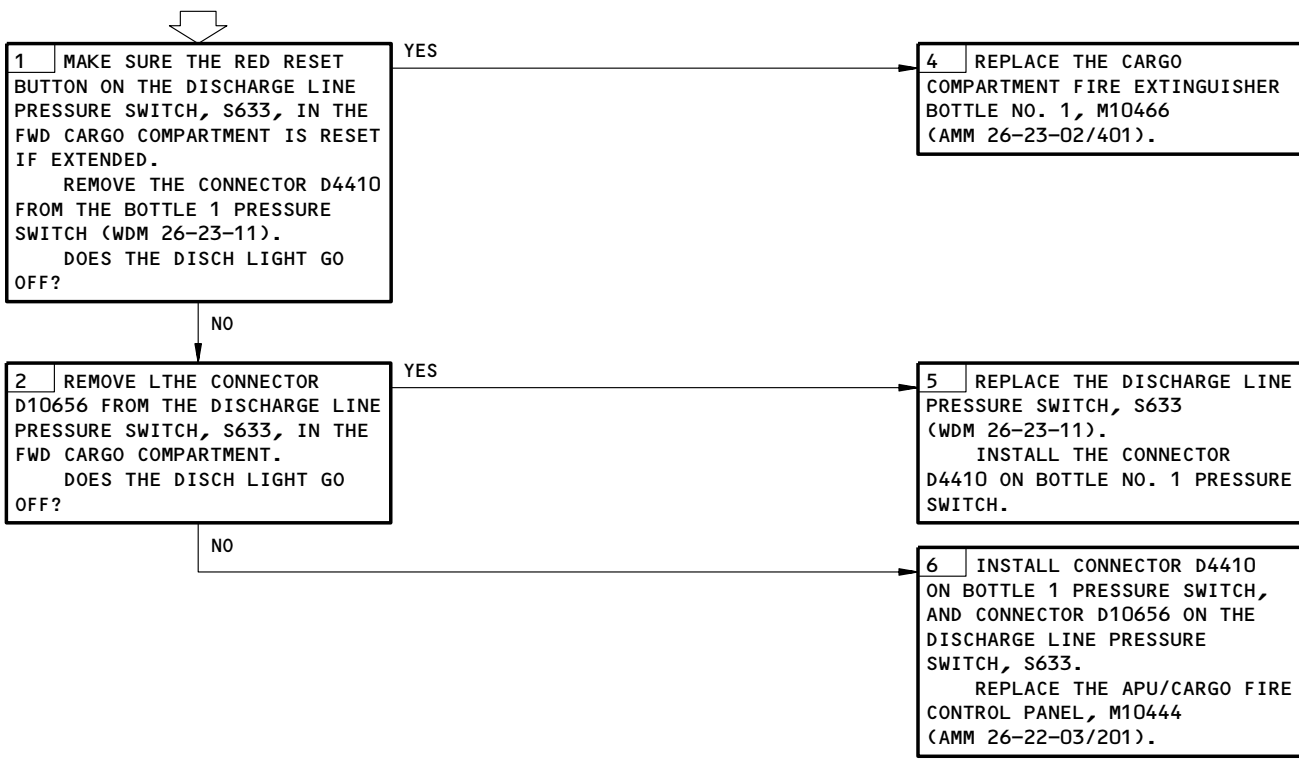 1 MAKE SURE THE RED RESET
BUTTON ON THE DISCHARGE LINE
PRESSURE SWITCH, S633, IN THE
FWD CARGO COMPARTMENT IS RESET
IF EXTENDED.
REMOVE THE CONNECTOR D4410
FROM THE BOTTLE 1 PRESSURE
SWITCH (WDM 26-23-11).
DOES THE DISCH LIGHT GO
OFF?
YES
4 REPLACE THE CARGO
COMPARTMENT FIRE EXTINGUISHER
BOTTLE NO. 1, M10466
(AMM 26-23-02/401).
NO
2 REMOVE LTHE CONNECTOR
D10656 FROM THE DISCHARGE LINE
PRESSURE SWITCH, S633, IN THE
FWD CARGO COMPARTMENT.
DOES THE DISCH LIGHT GO
OFF?
YES
5 REPLACE THE DISCHARGE LINE
PRESSURE SWITCH, S633
(WDM 26-23-11).
INSTALL THE CONNECTOR
D4410 ON BOTTLE NO. 1 PRESSURE
SWITCH.
NO
6 INSTALL CONNECTOR D4410
ON BOTTLE 1 PRESSURE SWITCH,
AND CONNECTOR D10656 ON THE
DISCHARGE LINE PRESSURE
SWITCH, S633.
REPLACE THE APU/CARGO FIRE
CONTROL PANEL, M10444
(AMM 26-22-03/201).